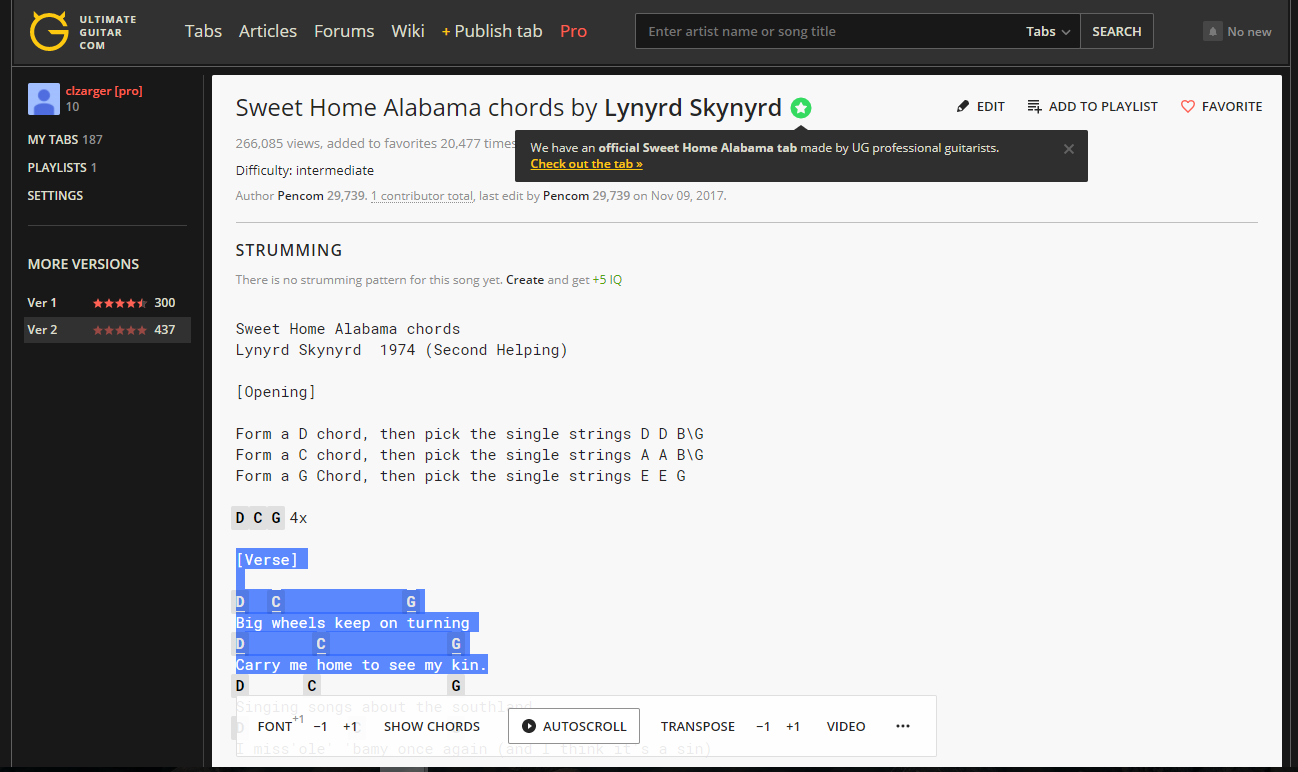 ULTIMATE
GUITAR
COM
Tabs Articles Forums Wiki + Publish tab Pro
Enter artist name or song title Tabs SEARCH
No new
clzarger [pro]
10
MY TABS 187
PLAYLISTS 1
SETTINGS
MORE VERSIONS
Ver 1 300
Ver 2 437
Sweet Home Alabama chords by Lynyrd Skynyrd
EDIT ADD TO PLAYLIST FAVORITE
266,085 views, added to favorites 20,477 times
We have an official Sweet Home Alabama tab made by UG professional guitarists.
Check out the tab »
Difficulty: intermediate
Author Pencom 29,739. 1 contributor total, last edit by Pencom 29,739 on Nov 09, 2017.
STRUMMING
There is no strumming pattern for this song yet. Create and get +5 IQ
Sweet Home Alabama chords
Lynyrd Skynyrd  1974 (Second Helping)
[Opening]
Form a D chord, then pick the single strings D D B\G
Form a C chord, then pick the single strings A A B\G
Form a G Chord, then pick the single strings E E G
D C G 4x
[Verse]
D C G
Big wheels keep on turning
D C G
Carry me home to see my kin.
D C G
Singing songs about the southland
FONT +1 −1 +1 SHOW CHORDS AUTOSCROLL TRANSPOSE −1 +1 VIDEO
I miss'ole' 'bamy once again (and I think it's a sin)